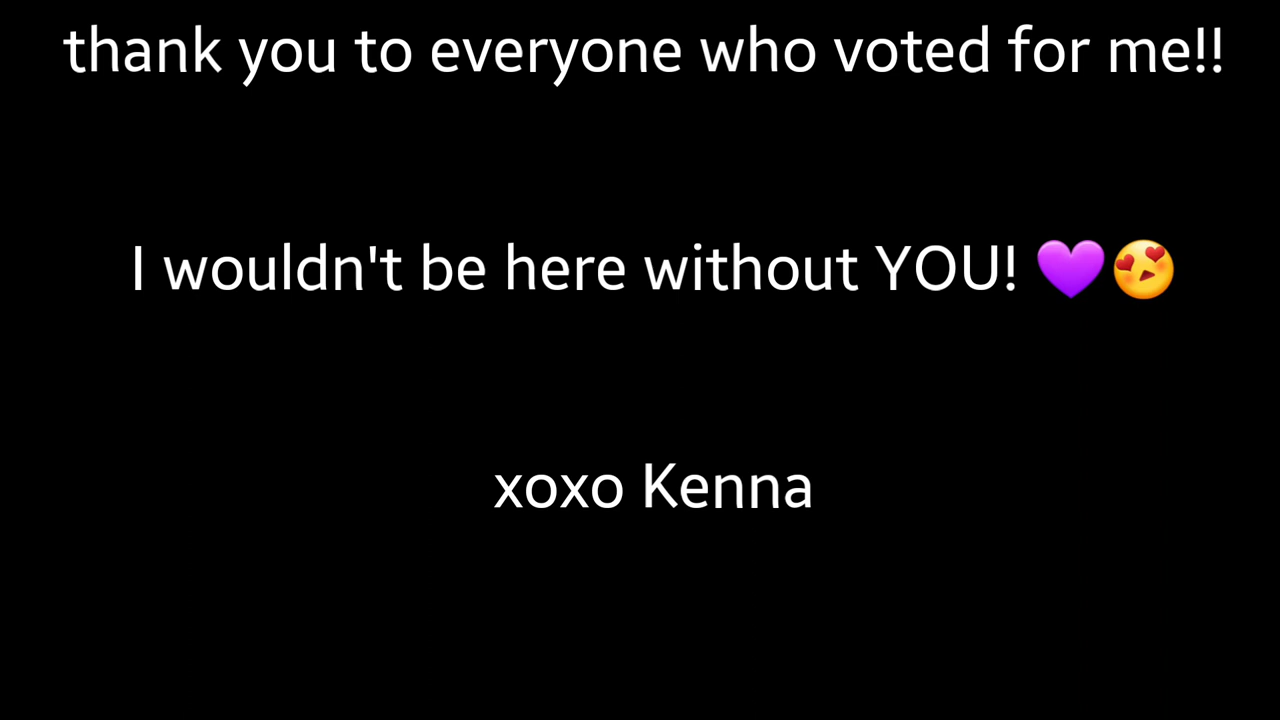 thank you to everyone who voted for me!!
I wouldn't be here without YOU! 💜😍
xoxo Kenna